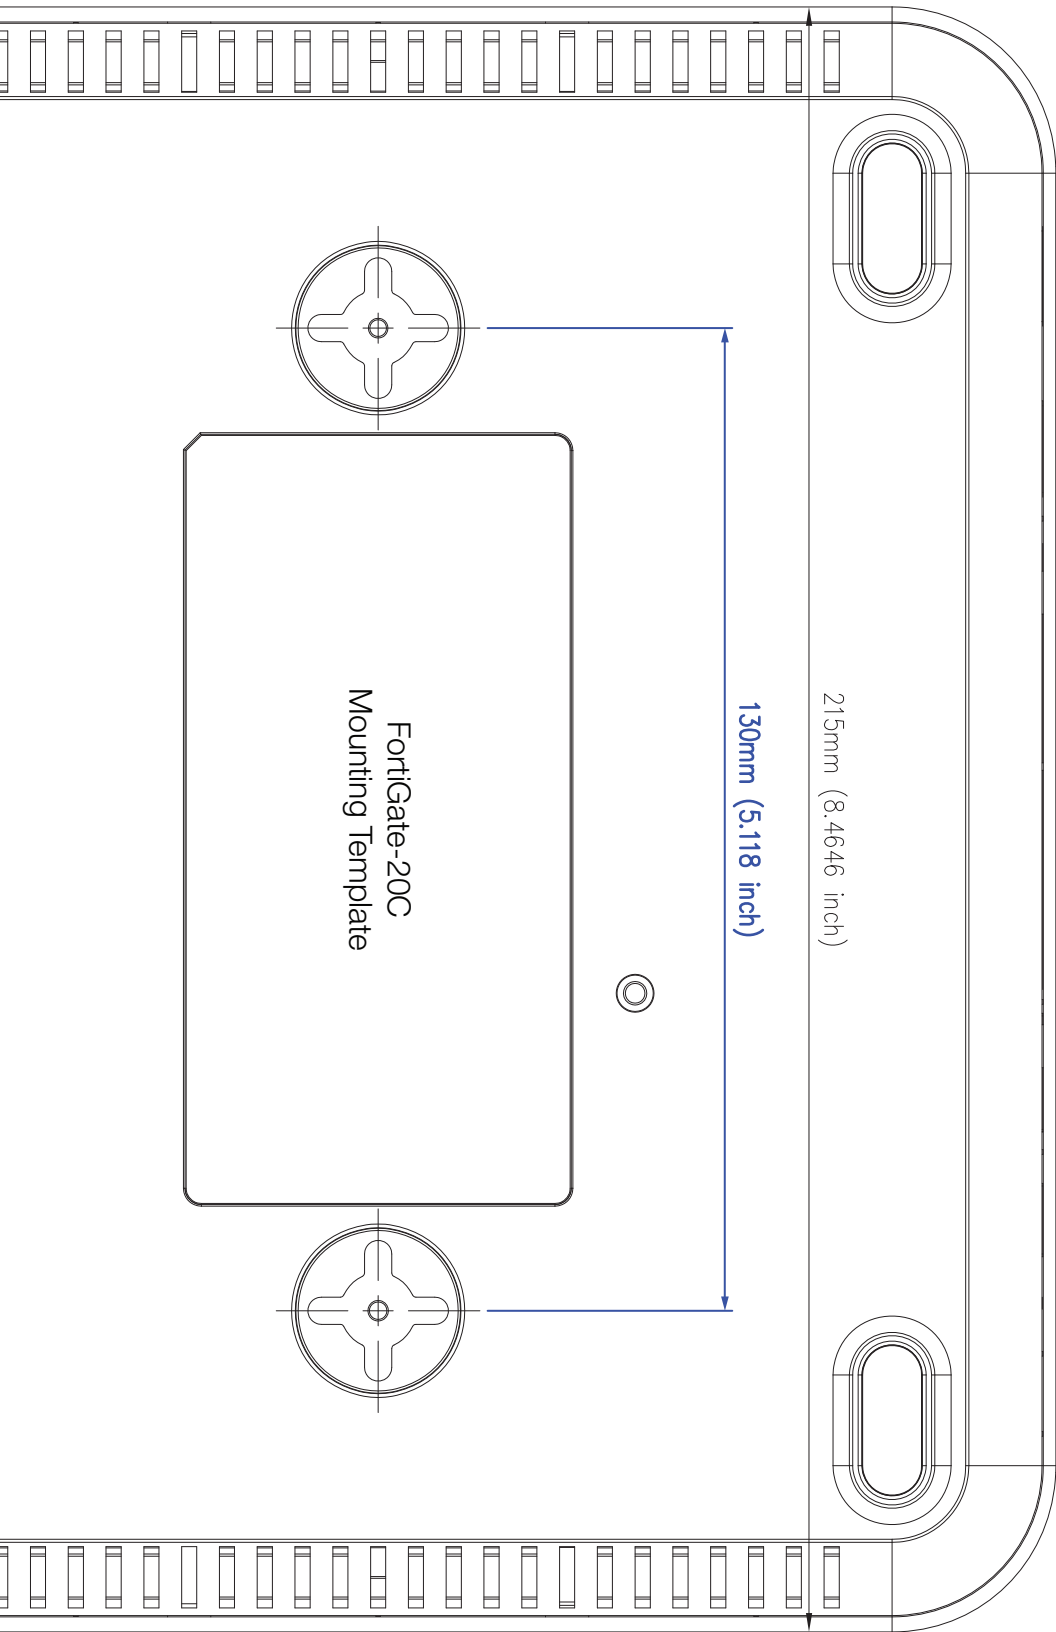 215mm (8.4646 inch)
130mm (5.118 inch)
FortiGate-20C
Mounting Template